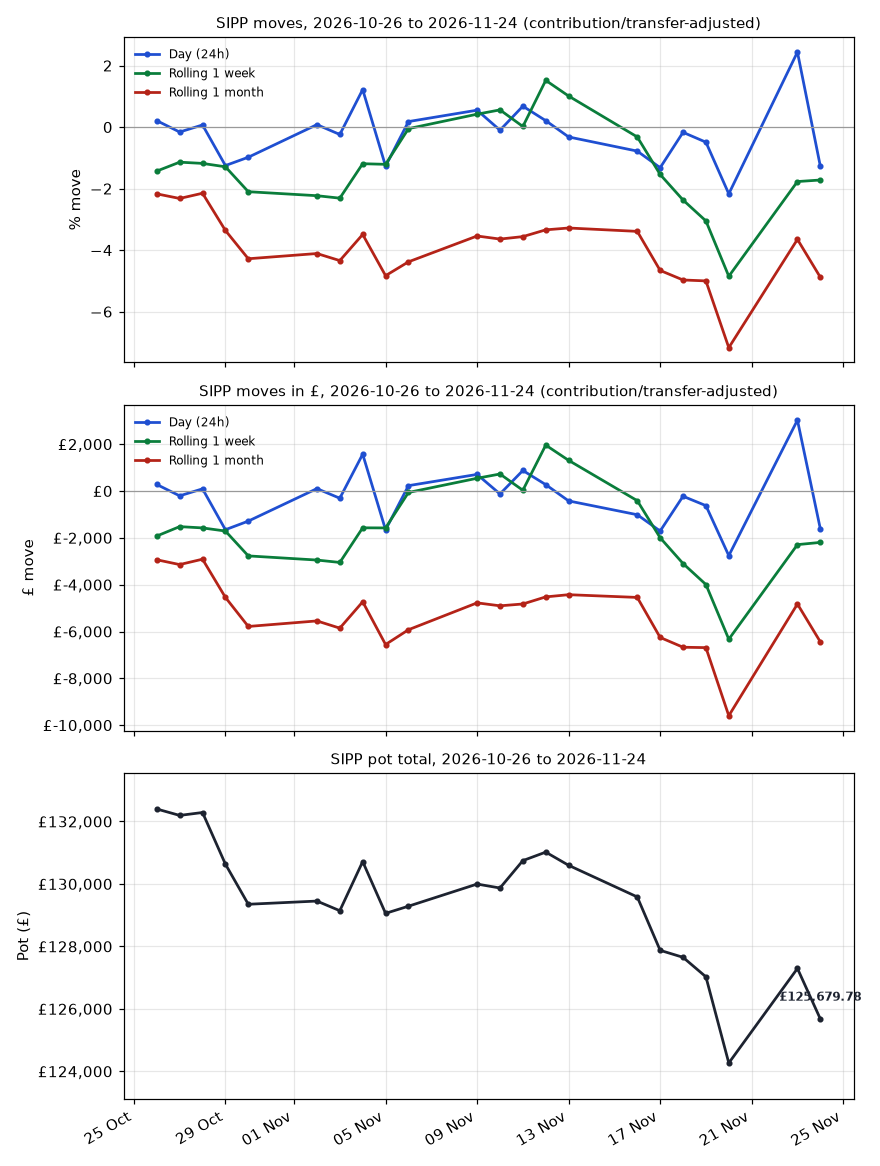 SIPP moves, 2026-10-26 to 2026-11-24 (contribution/transfer-adjusted)
Day (24h)
Rolling 1 week
Rolling 1 month
% move
2
0
−2
−4
−6
SIPP moves in £, 2026-10-26 to 2026-11-24 (contribution/transfer-adjusted)
Day (24h)
Rolling 1 week
Rolling 1 month
£ move
£2,000
£0
£-2,000
£-4,000
£-6,000
£-8,000
£-10,000
SIPP pot total, 2026-10-26 to 2026-11-24
Pot (£)
£132,000
£130,000
£128,000
£126,000
£124,000
£125,679.78
25 Oct
29 Oct
01 Nov
05 Nov
09 Nov
13 Nov
17 Nov
21 Nov
25 Nov